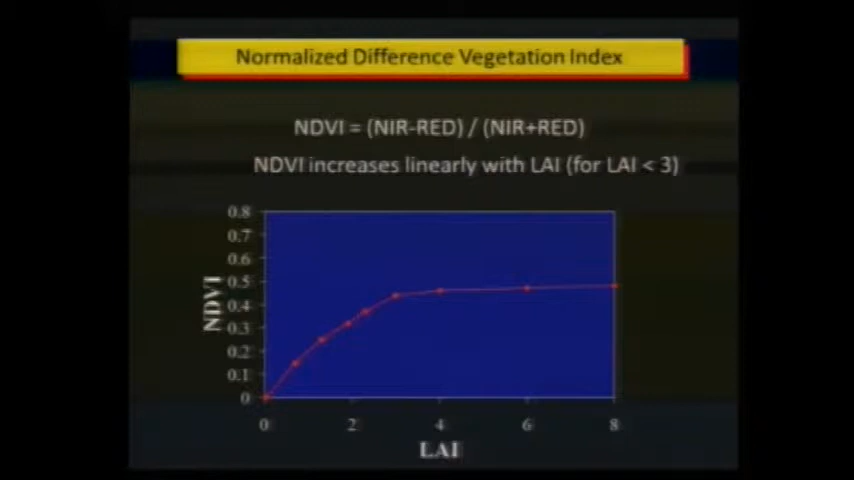 Normalized Difference Vegetation Index
NDVI = (NIR-RED) / (NIR+RED)
NDVI increases linearly with LAI (for LAI < 3)
0.8
0.7
0.6
0.5
0.4
0.3
0.2
0.1
0
NDVI
0 2 4 6 8
LAI